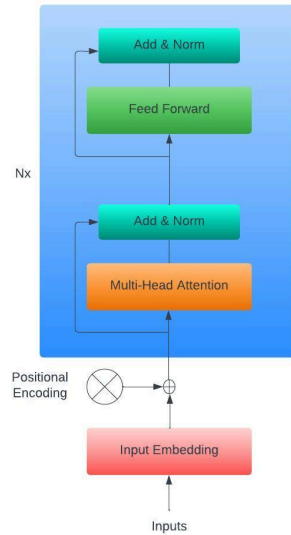 Add & Norm
Feed Forward
Nx
Add & Norm
Multi-Head Attention
Positional
Encoding
Input Embedding
Inputs